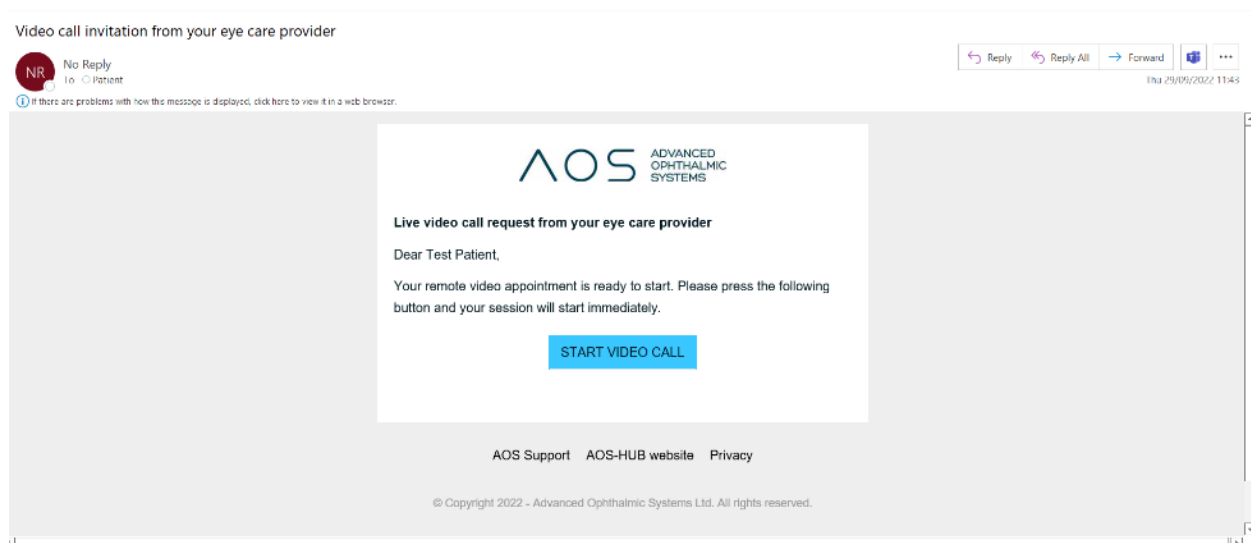 Video call invitation from your eye care provider
NR
No Reply
To Patient
Reply
Reply All
Forward
Thu 29/09/2022 11:43
If there are problems with how this message is displayed, click here to view it in a web browser.
AOS ADVANCED
OPHTHALMIC
SYSTEMS
Live video call request from your eye care provider
Dear Test Patient,
Your remote video appointment is ready to start. Please press the following
button and your session will start immediately.
START VIDEO CALL
AOS Support AOS-HUB website Privacy
© Copyright 2022 - Advanced Ophthalmic Systems Ltd. All rights reserved.